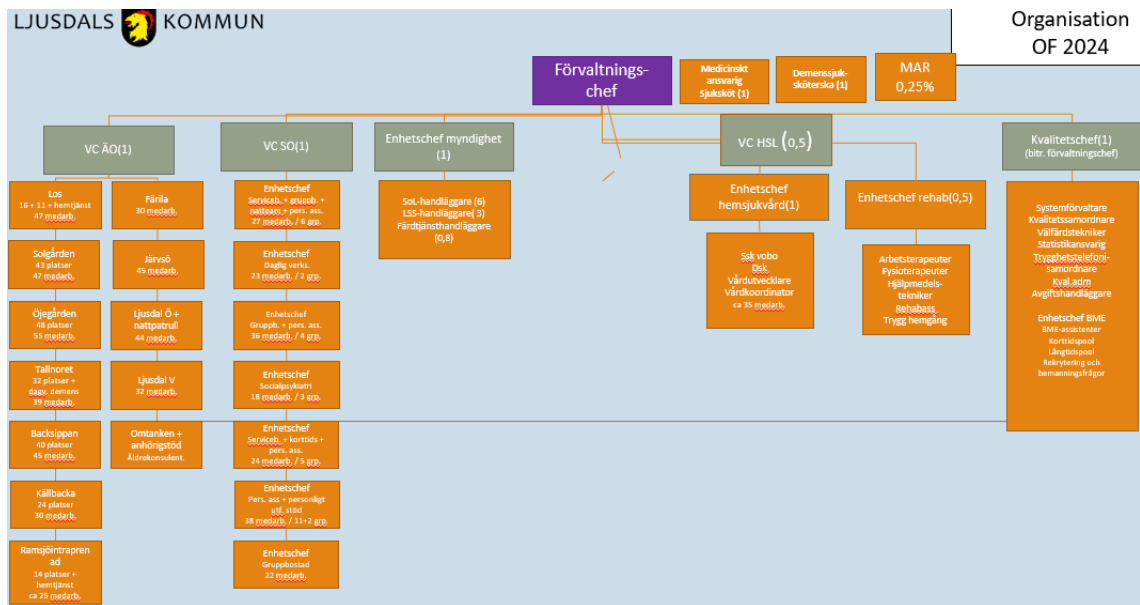 LJUSDALS KOMMUN
Organisation
OF 2024
Förvaltnings-
chef
Medicinskt
ansvarig
Sjuksköt (1)
Demenssjuk-
sköterska (1)
MAR
0,25%
VC ÄO(1)
VC SO(1)
Enhetschef myndighet
(1)
VC HSL (0,5)
Kvalitetschef(1)
(bitr. förvaltningschef)
Los
16 + 11 + hemtjänst
47 medarb.
Solgården
43 platser
47 medarb.
Öjegården
48 platser
55 medarb.
Tallnoret
32 platser +
dagv. demens
39 medarb.
Backsippan
40 platser
45 medarb.
Källbacka
24 platser
30 medarb.
Ramsjöintrapren
ad
14 platser +
hemtjänst
ca 25 medarb.
Färila
30 medarb.
Järvsö
45 medarb.
Ljusdal Ö +
nattpatrull
44 medarb.
Ljusdal V
32 medarb.
Omtanken +
anhörigstöd
Äldrekonsulent.
Enhetschef
Serviceb. + gruppb. +
natteam + pers. ass.
27 medarb. / 6 grp.
Enhetschef
Daglig verks.
23 medarb. / 2 grp.
Enhetschef
Gruppb. + pers. ass.
36 medarb. / 4 grp.
Enhetschef
Socialpsykiatri
18 medarb. / 3 grp.
Enhetschef
Serviceb. + korttids +
pers. ass.
24 medarb. / 5 grp.
Enhetschef
Pers. ass + personligt
utf. stöd
38 medarb. / 11+2 grp.
Enhetschef
Gruppbostad
22 medarb.
SoL-handläggare (6)
LSS-handläggare( 3)
Färdtjänsthandläggare
(0,8)
Enhetschef
hemsjukvård(1)
Ssk vobo
Dsk
Vårdutvecklare
Vårdkoordinator
ca 35 medarb.
Enhetschef rehab(0,5)
Arbetsterapeuter
Fysioterapeuter
Hjälpmedels-
tekniker
Rehabass
Trygg hemgång
Systemförvaltare
Kvalitetssamordnare
Välfärdstekniker
Statistikansvarig
Trygghetstelefoni-
samordnare
Kval.adm
Avgiftshandläggare
Enhetschef BME
BME-assistenter
Korttidspool
Långtidspool
Rekrytering och
bemanningsfrågor